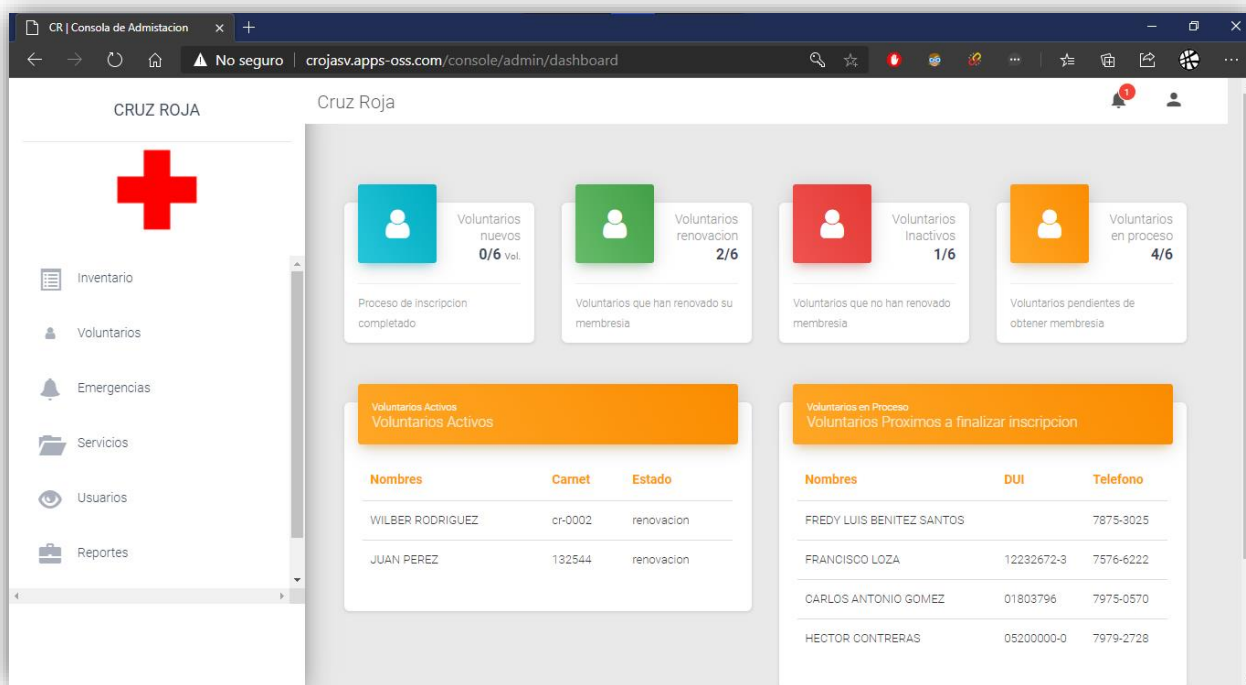 CR | Consola de Admistacion
No seguro | crojasv.apps-oss.com/console/admin/dashboard
CRUZ ROJA
Cruz Roja
1
Inventario
Voluntarios
Emergencias
Servicios
Usuarios
Reportes
Voluntarios
nuevos
0/6 Vol.
Proceso de inscripcion
completado
Voluntarios
renovacion
2/6
Voluntarios que han renovado su
membresia
Voluntarios
Inactivos
1/6
Voluntarios que no han renovado
membresia
Voluntarios
en proceso
4/6
Voluntarios pendientes de
obtener membresia
Voluntarios Activos
Voluntarios Activos
Nombres Carnet Estado
WILBER RODRIGUEZ cr-0002 renovacion
JUAN PEREZ 132544 renovacion
Voluntarios en Proceso
Voluntarios Proximos a finalizar inscripcion
Nombres DUI Telefono
FREDY LUIS BENITEZ SANTOS 7875-3025
FRANCISCO LOZA 12232672-3 7576-6222
CARLOS ANTONIO GOMEZ 01803796 7975-0570
HECTOR CONTRERAS 05200000-0 7979-2728